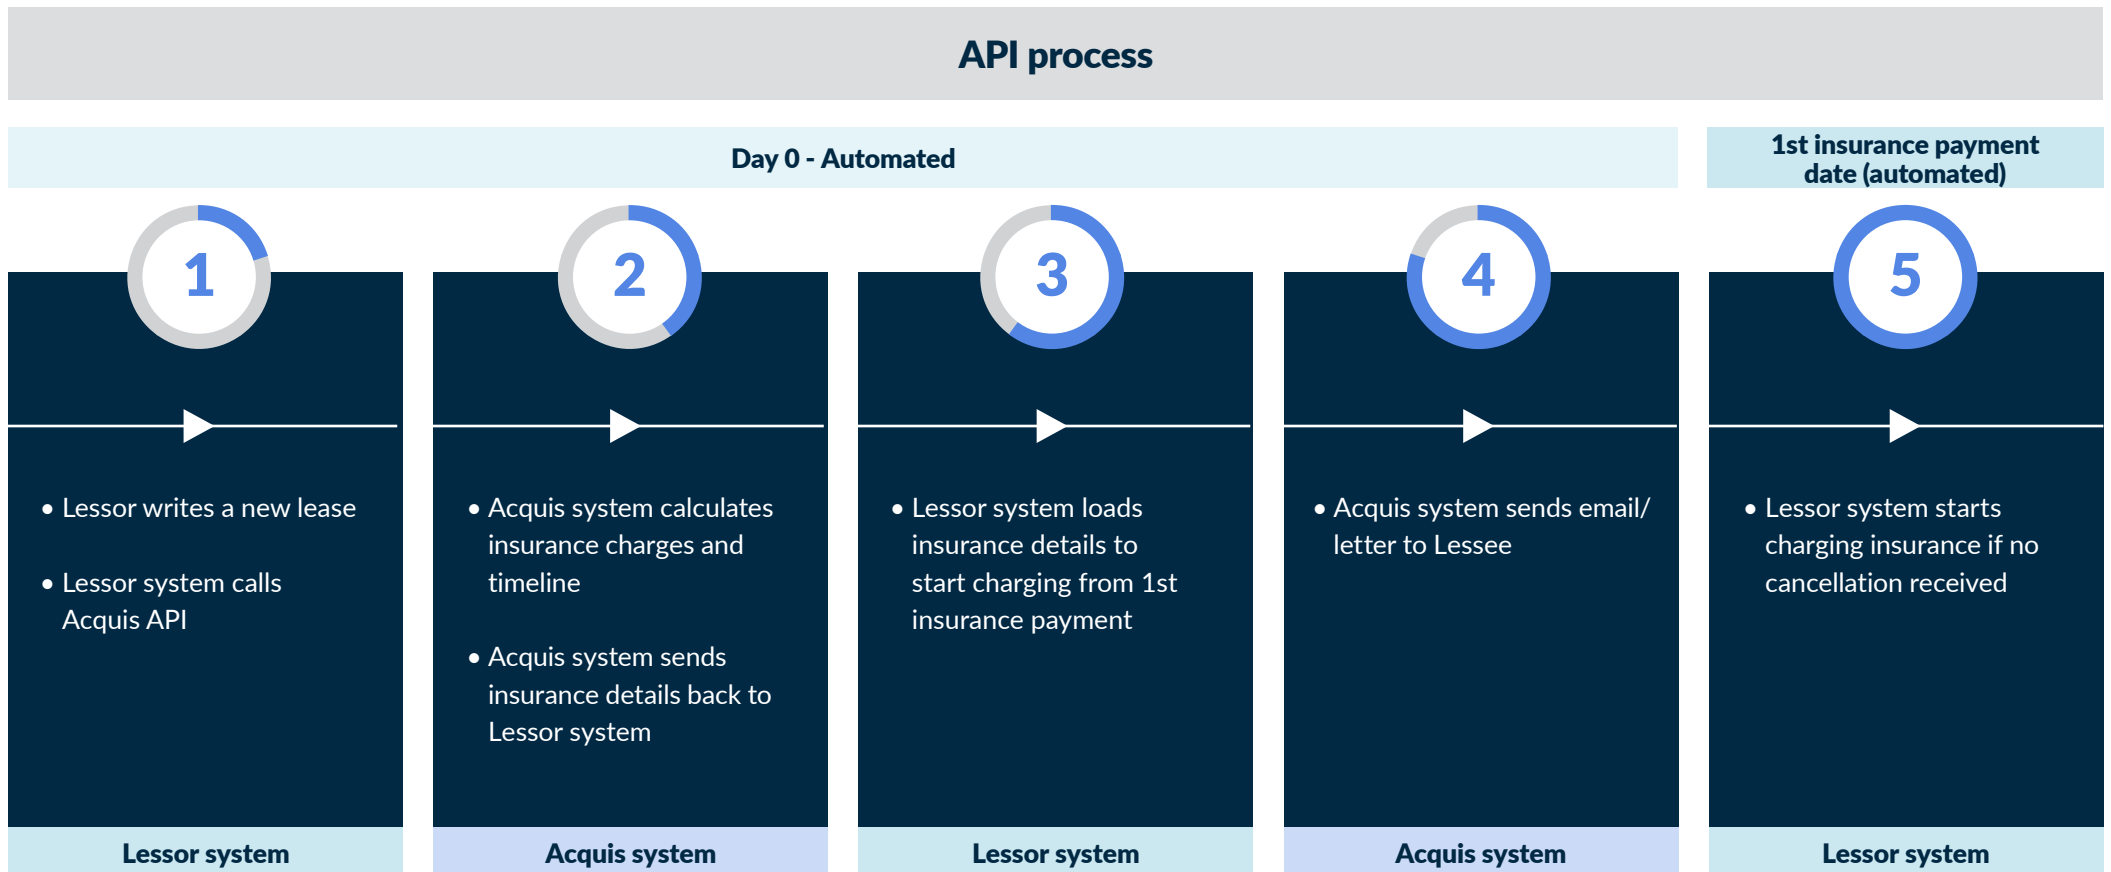 API process
Day 0 - Automated
1st insurance payment
date (automated)
1
• Lessor writes a new lease
• Lessor system calls
Acquis API
Lessor system
2
• Acquis system calculates
insurance charges and
timeline
• Acquis system sends
insurance details back to
Lessor system
Acquis system
3
• Lessor system loads
insurance details to
start charging from 1st
insurance payment
Lessor system
4
• Acquis system sends email/
letter to Lessee
Acquis system
5
• Lessor system starts
charging insurance if no
cancellation received
Lessor system